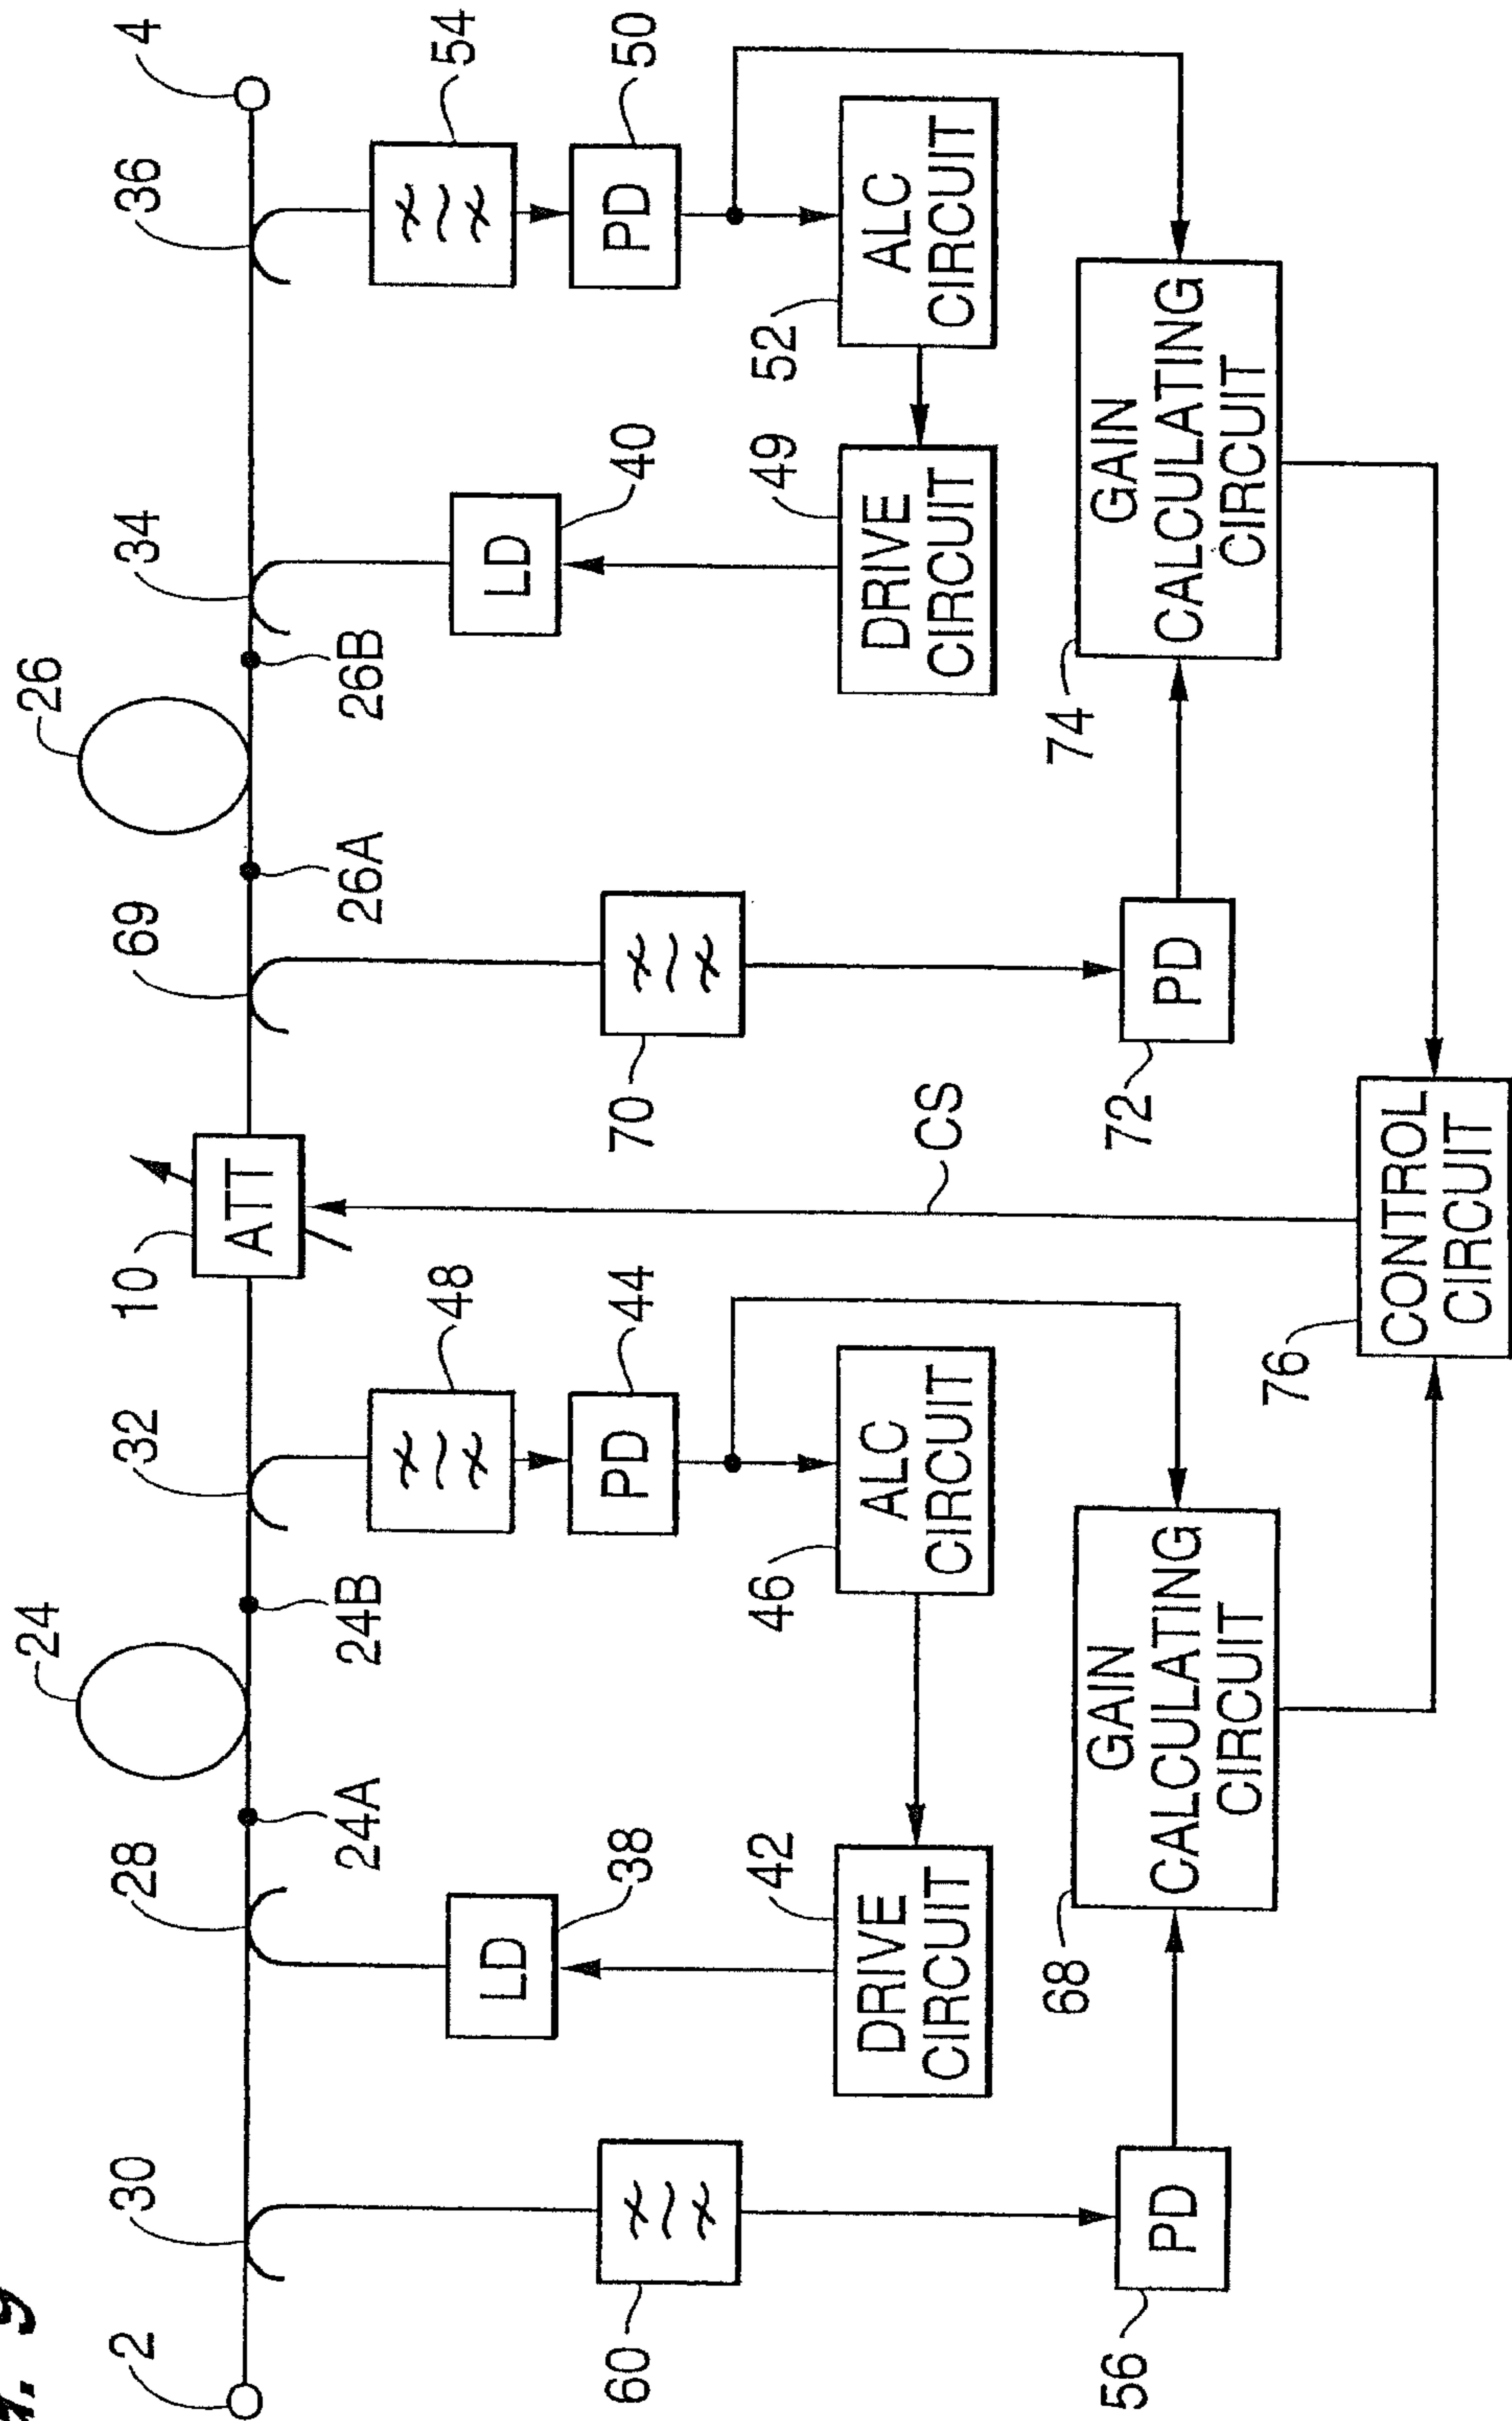 2
30
28
24A
24
24B
32
10
ATT
69
26A
26
26B
34
36
4
60
56
PD
LD
38
DRIVE
CIRCUIT
42
48
PD
44
ALC
CIRCUIT
46
GAIN
CALCULATING
CIRCUIT
68
CS
70
PD
72
LD
40
DRIVE
CIRCUIT
49
54
PD
50
ALC
CIRCUIT
52
GAIN
CALCULATING
CIRCUIT
74
CONTROL
CIRCUIT
76